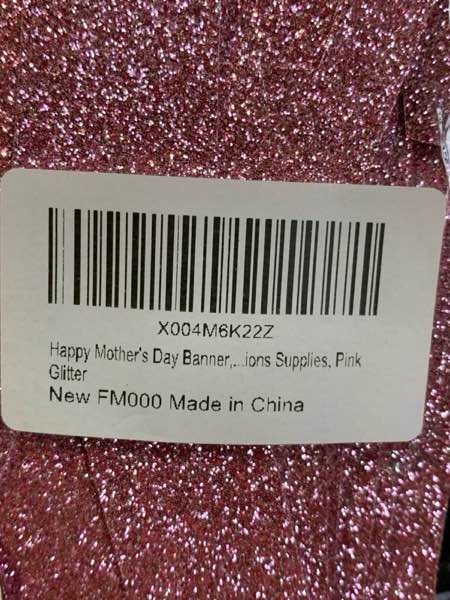 X004M6K22Z
Happy Mother's Day Banner,...ions Supplies, Pink
Glitter
New FM000 Made in China